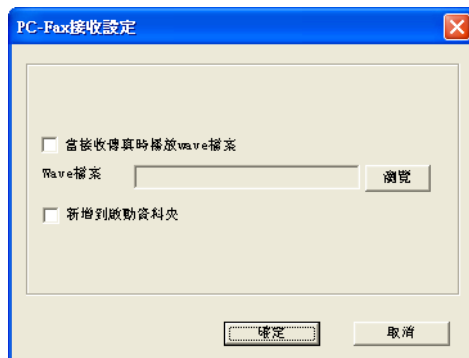 PC-Fax接收設定
當接收傳真時播放wave檔案
Wave檔案
瀏覽
新增到啟動資料夾
確定
取消